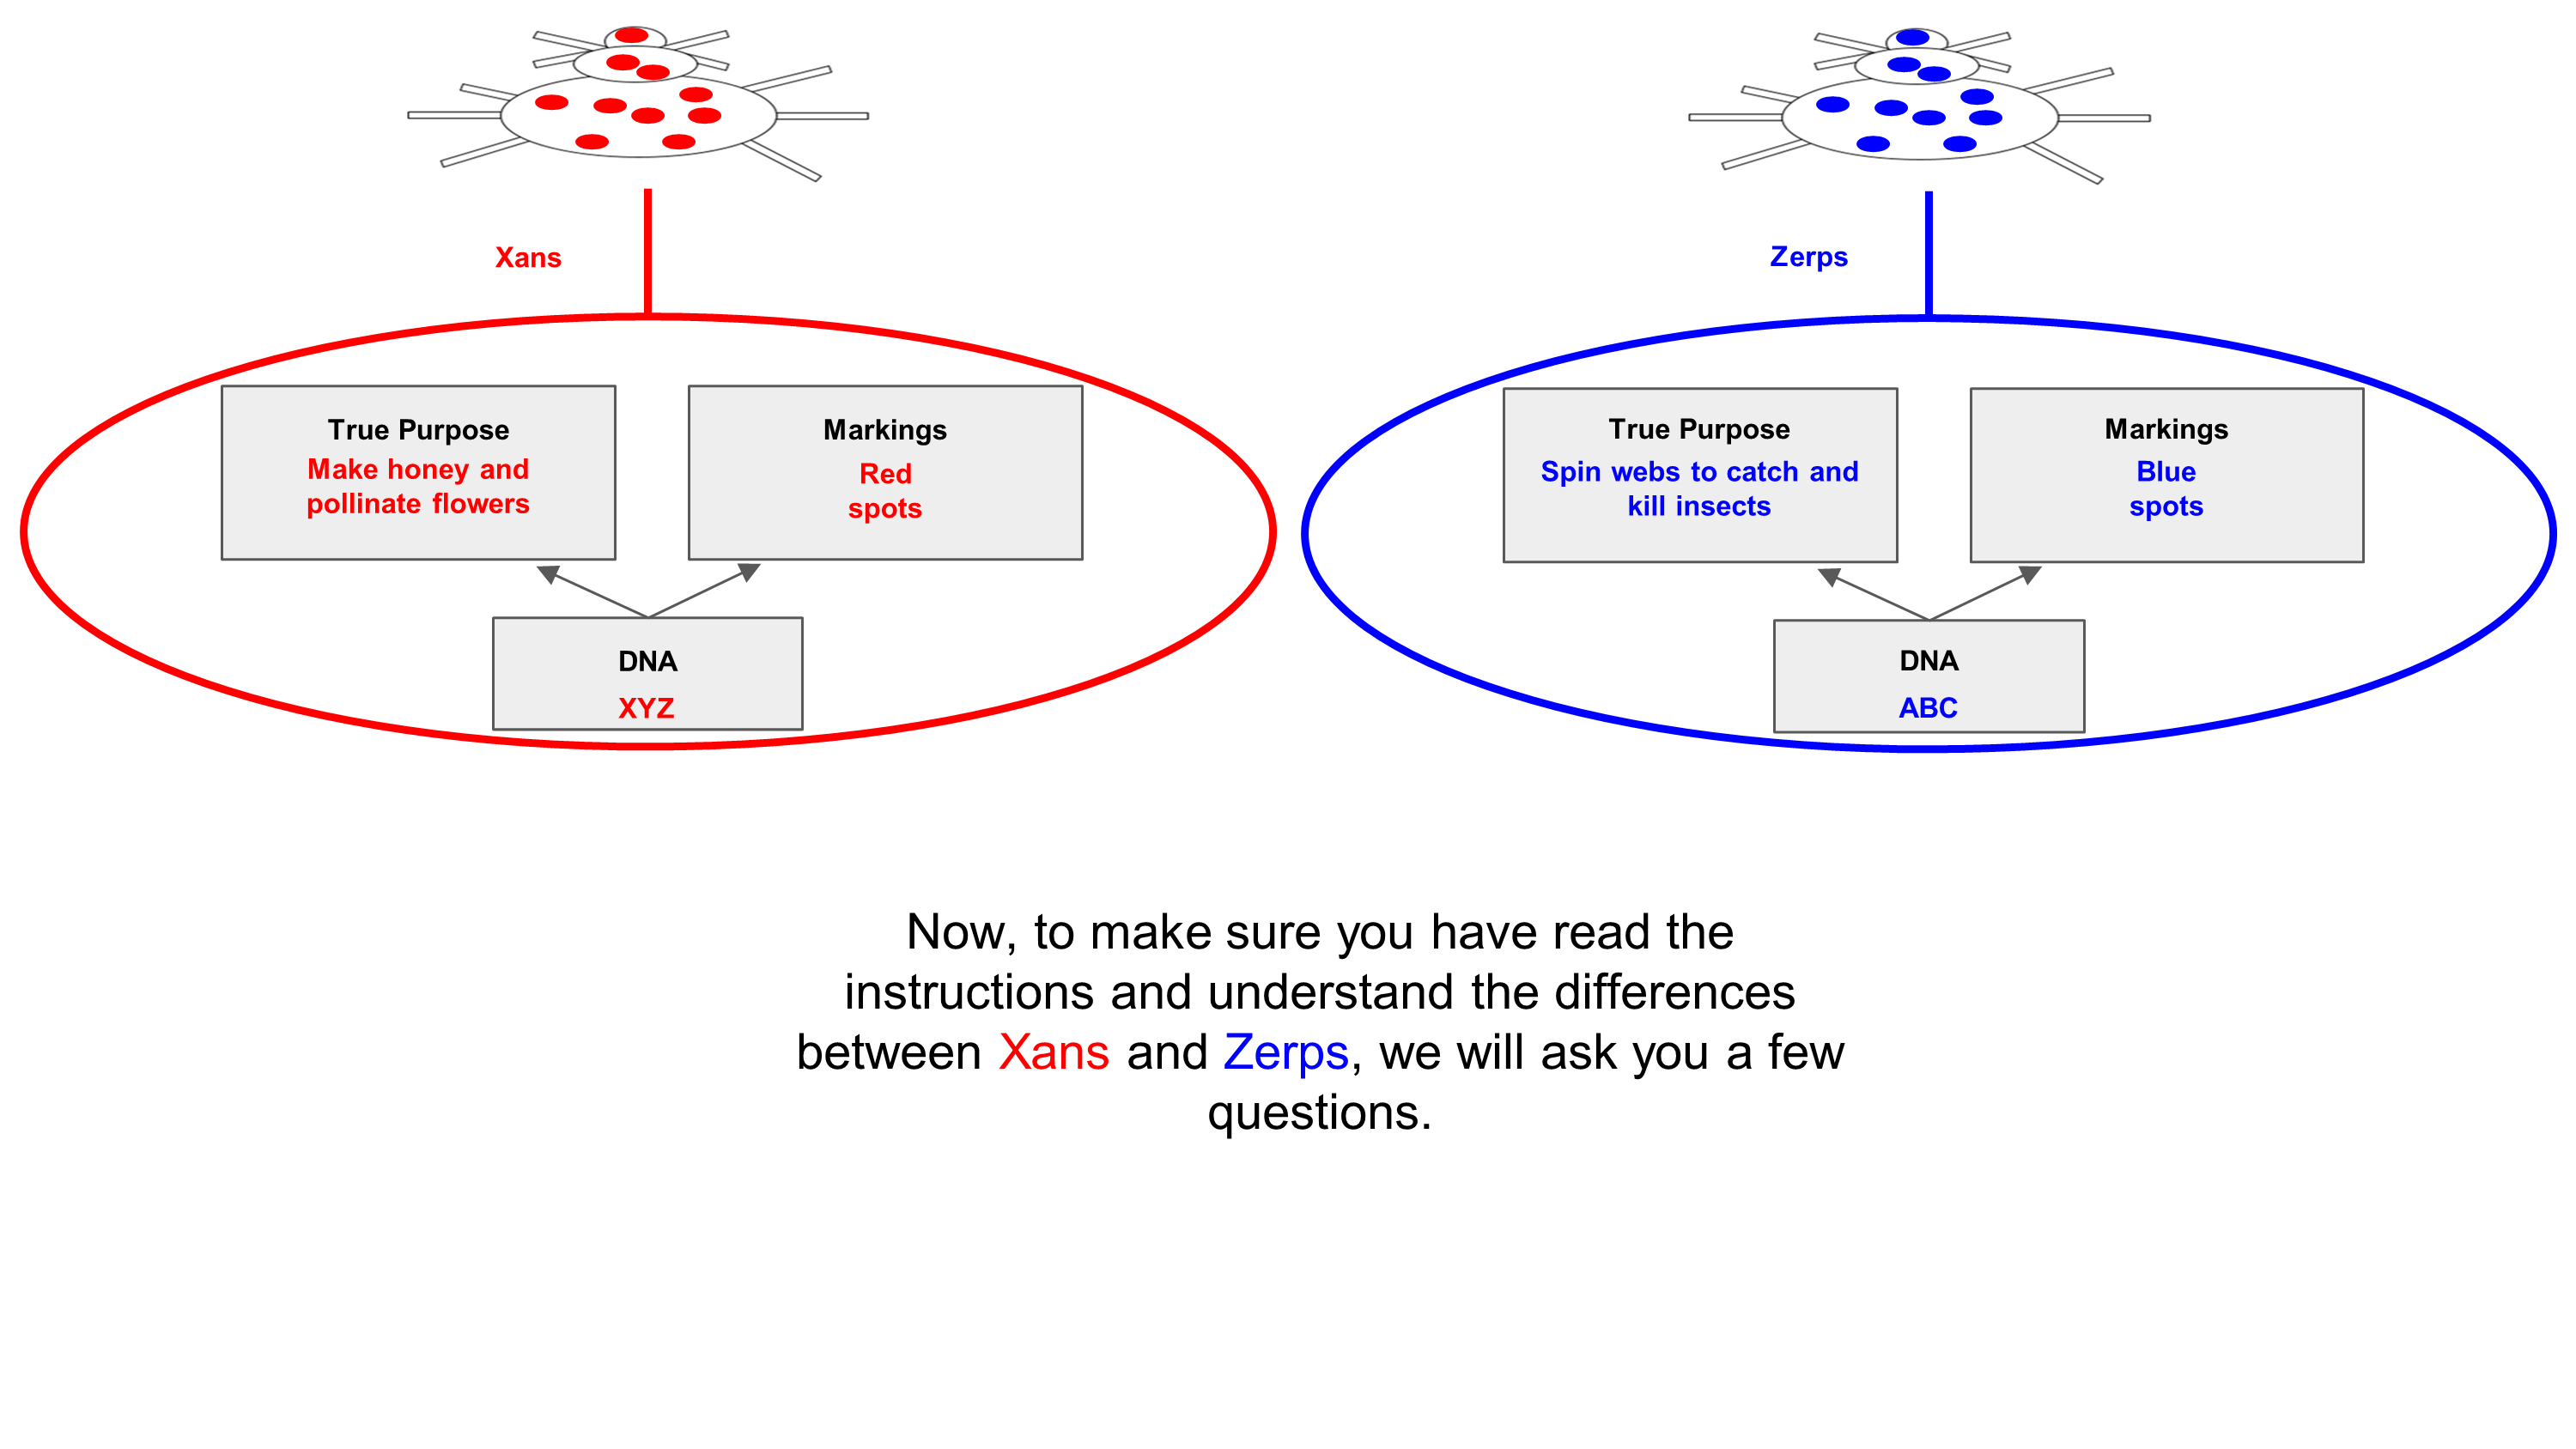 Xans
True Purpose
Make honey and
pollinate flowers
Markings
Red
spots
DNA
XYZ
Zerps
True Purpose
Spin webs to catch and
kill insects
Markings
Blue
spots
DNA
ABC
Now, to make sure you have read the
instructions and understand the differences
between Xans and Zerps, we will ask you a few
questions.